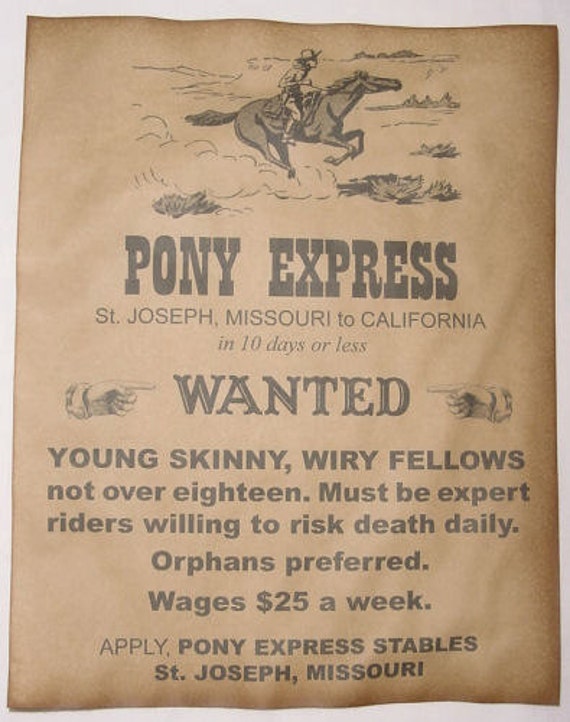 PONY EXPRESS
St. JOSEPH, MISSOURI to CALIFORNIA
in 10 days or less
WANTED
YOUNG SKINNY, WIRY FELLOWS
not over eighteen. Must be expert
riders willing to risk death daily.
Orphans preferred.
Wages $25 a week.
APPLY, PONY EXPRESS STABLES
St. JOSEPH, MISSOURI